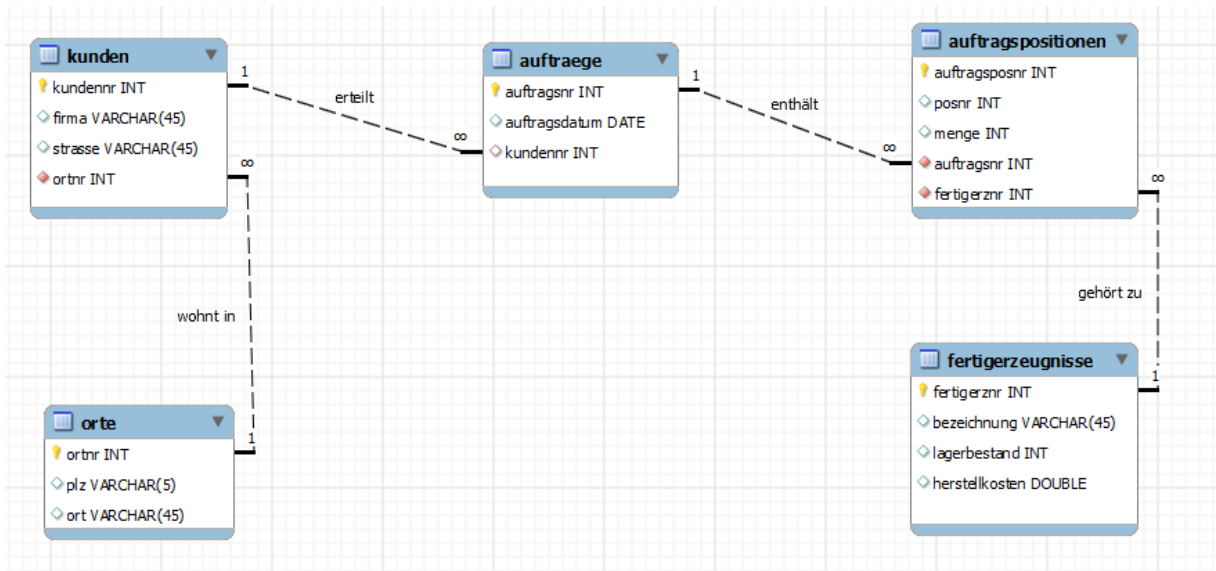 kunden
kundennr INT
firma VARCHAR(45)
strasse VARCHAR(45)
ortnr INT
1
erteilt
∞
auftraege
auftragsnr INT
auftragsdatum DATE
kundennr INT
1
enthält
∞
auftragspositionen
auftragsposnr INT
posnr INT
menge INT
auftragsnr INT
fertigerznr INT
∞
wohnt in
1
∞
gehört zu
1
orte
ortnr INT
plz VARCHAR(5)
ort VARCHAR(45)
fertigerzeugnisse
fertigerznr INT
bezeichnung VARCHAR(45)
lagerbestand INT
herstellkosten DOUBLE